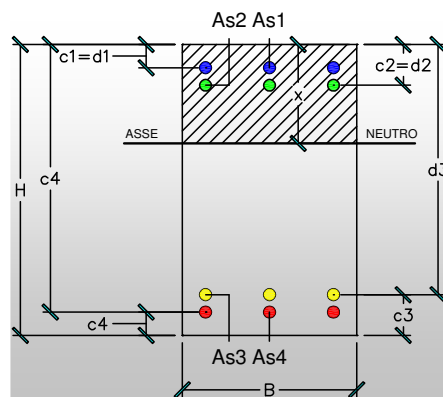 As2 As1
c1=d1
c2=d2
x
ASSE
NEUTRO
H
c4
d3
c4
c3
As3 As4
B